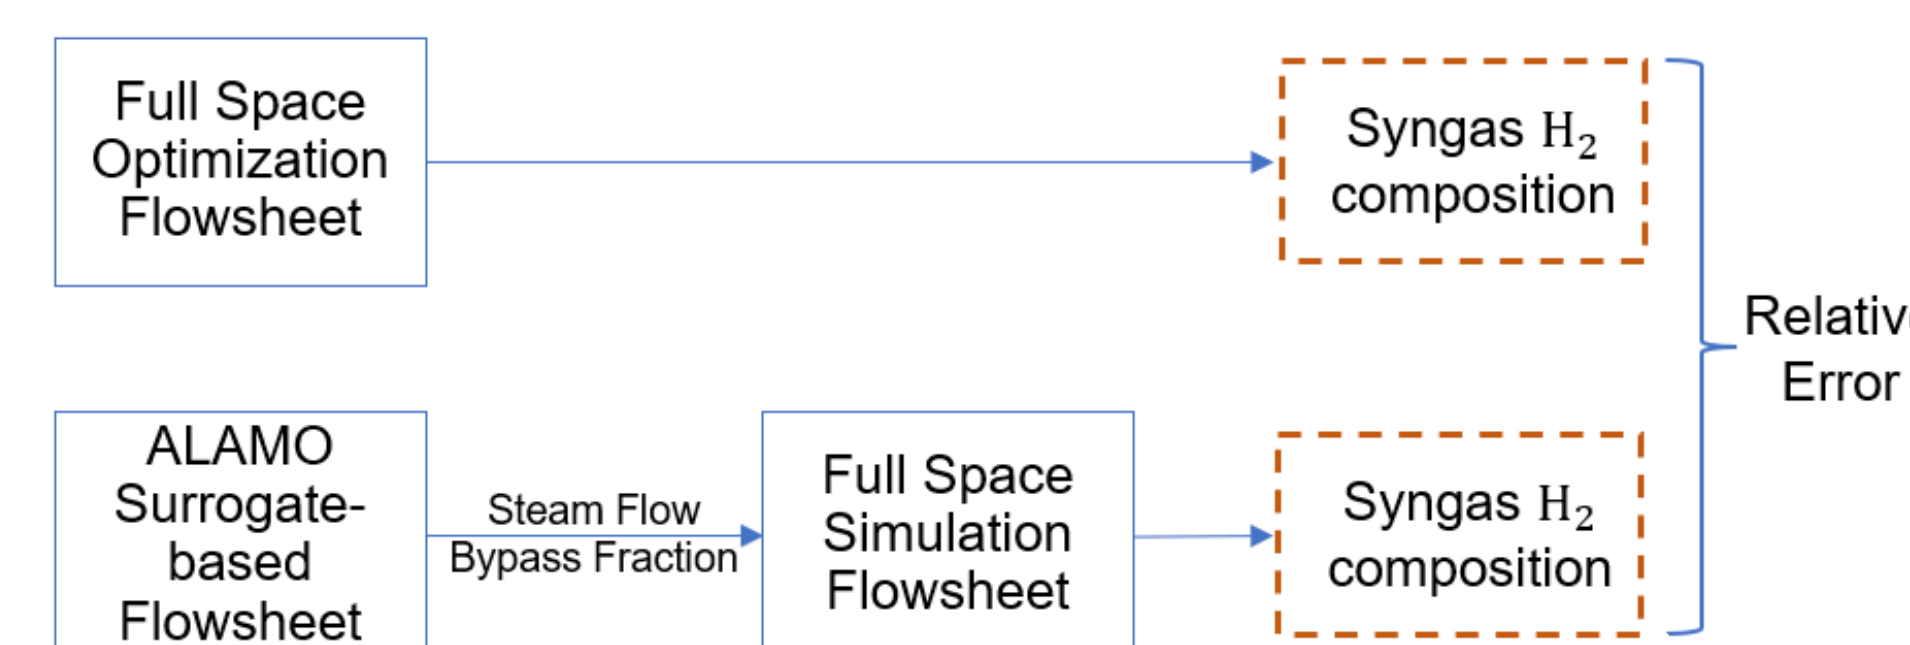 Full Space
Optimization
Flowsheet
Syngas H₂
composition
Relative
Error
ALAMO
Surrogate-
based
Flowsheet
Steam Flow
Bypass Fraction
Full Space
Simulation
Flowsheet
Syngas H₂
composition